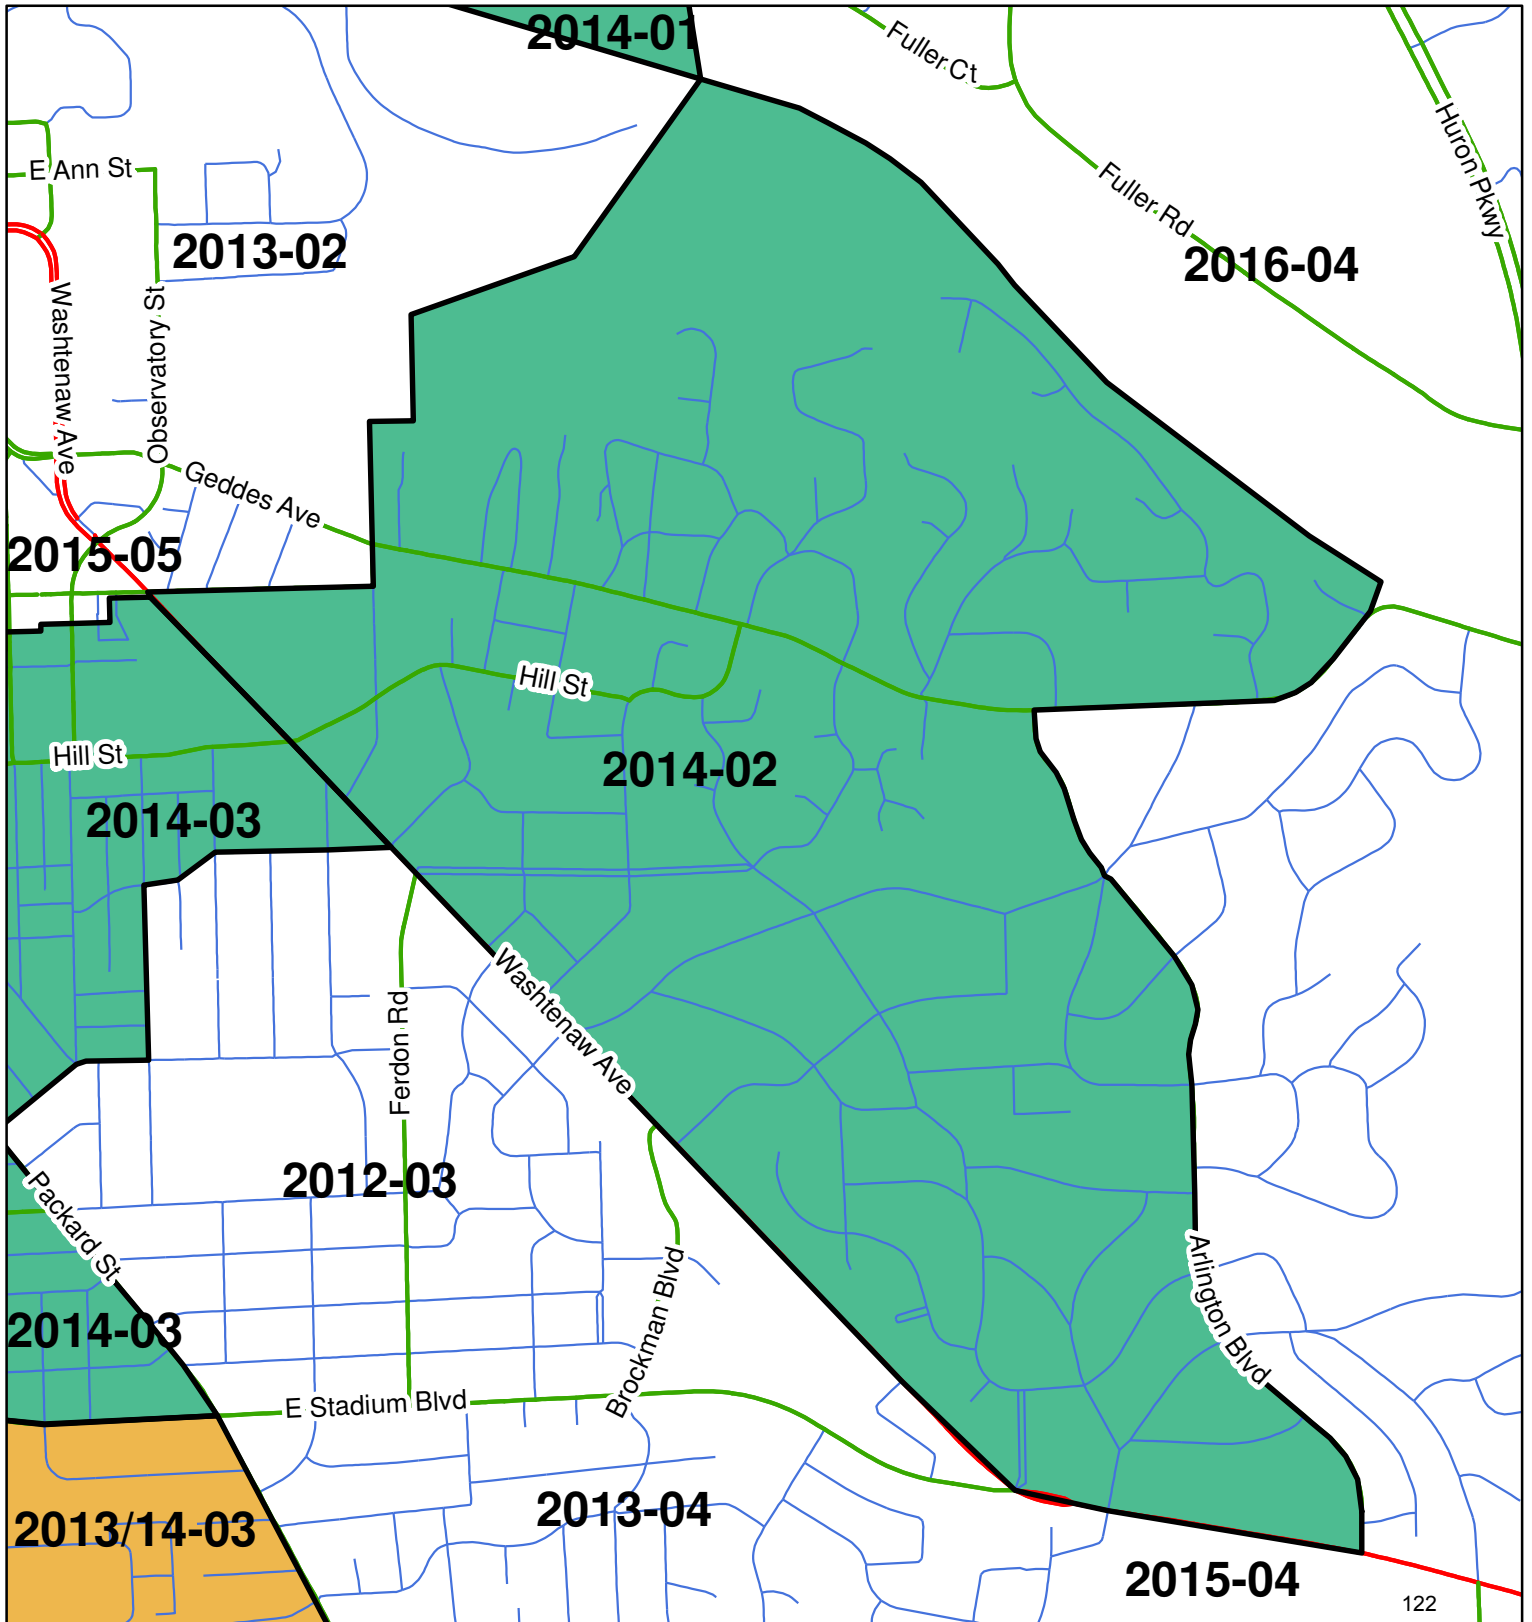 2014-01
Fuller Ct
Huron Pkwy
E Ann St
Fuller Rd
2013-02
2016-04
Washtenaw Ave
Observatory St
Geddes Ave
2015-05
Hill St
Hill St
2014-02
2014-03
Washtenaw Ave
Ferdon Rd
2012-03
Packard St
Arlington Blvd
Brockman Blvd
2014-03
E Stadium Blvd
2013/14-03
2013-04
2015-04
122